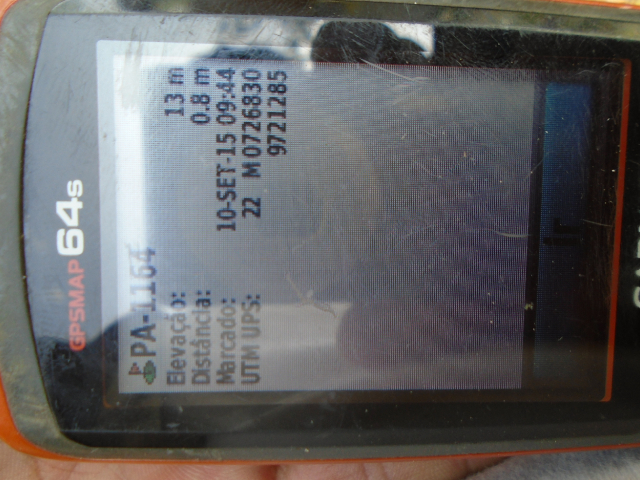 GPSMAP 64s
PA-1164
Elevação: 13 m
Distância: 0.8 m
Marcado: 10-SET-15 09:44
UTM UPS: 22 M 0726830
9721285